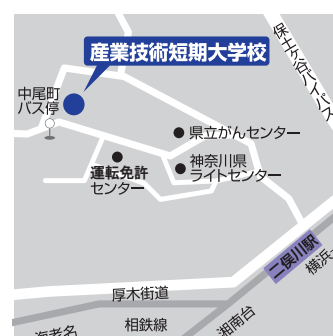 産業技術短期大学校
保土ヶ谷バイパス
中尾町
バス停
県立がんセンター
運転免許
センター
神奈川県
ライトセンター
二俣川駅
横浜
厚木街道
相鉄線
湘南台
海老名